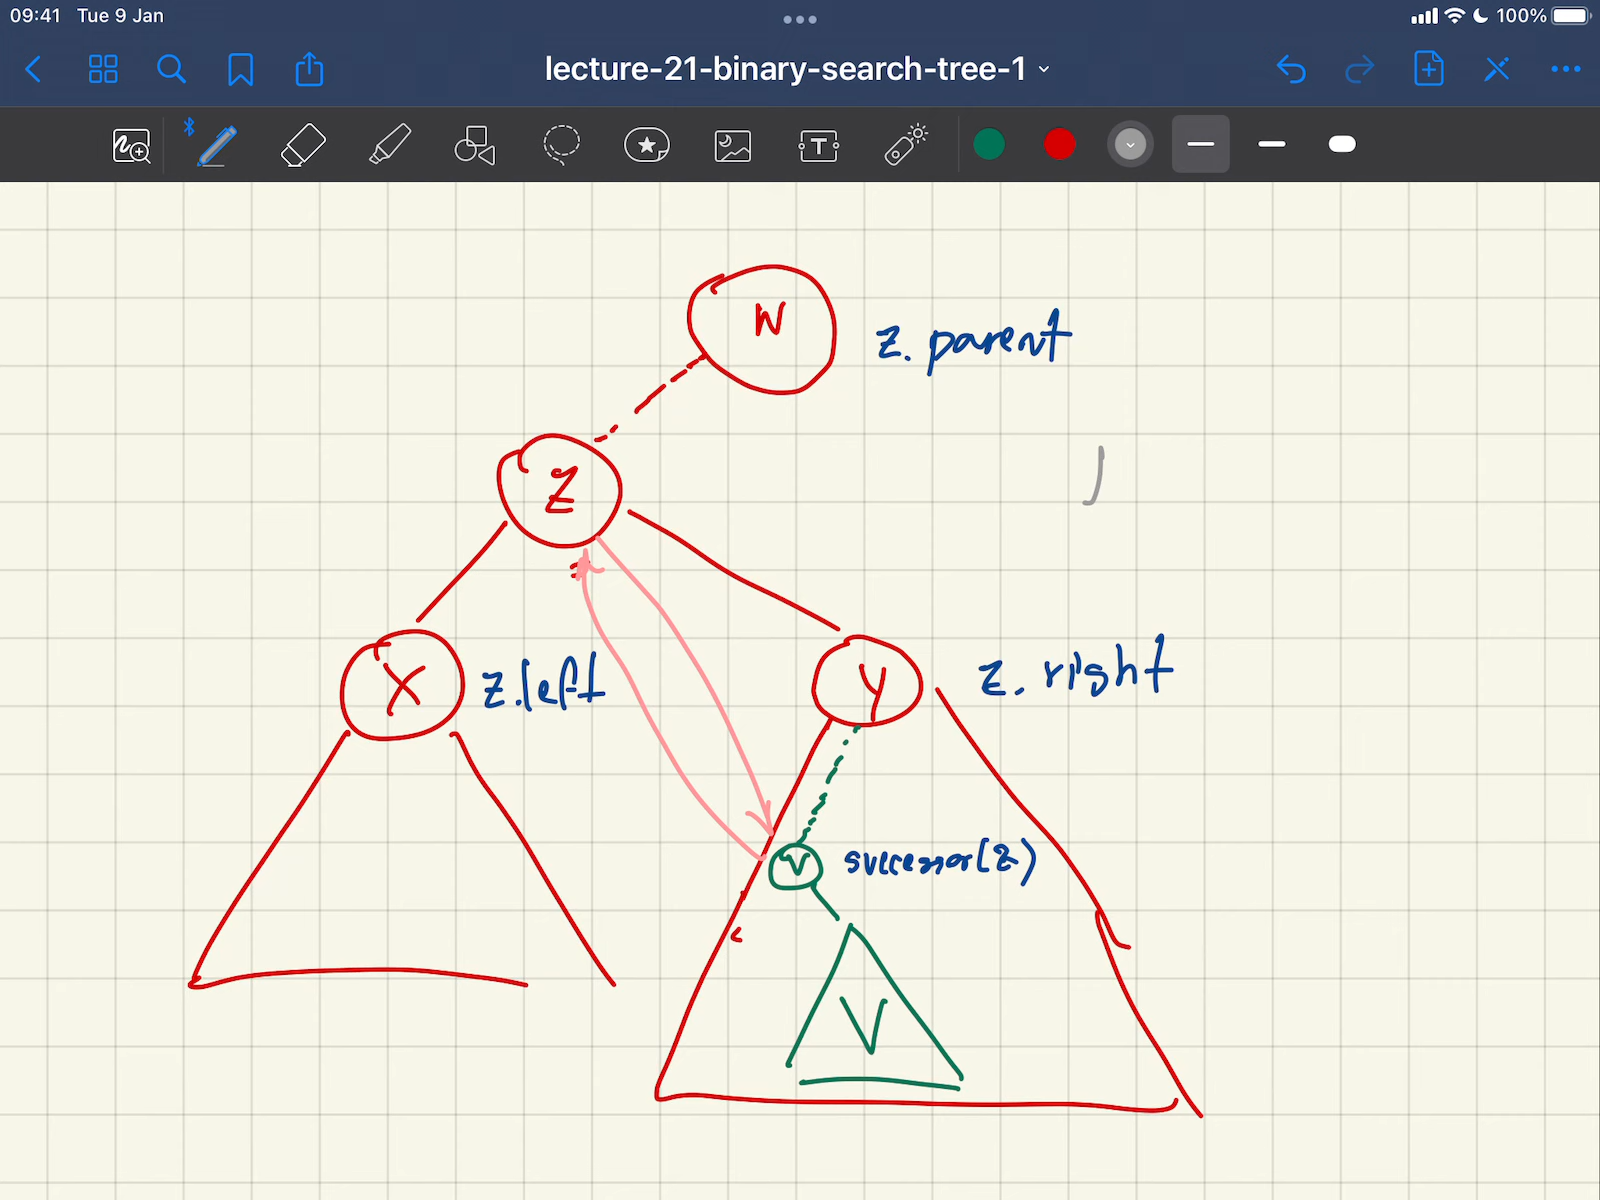 09:41 Tue 9 Jan
100%
lecture-21-binary-search-tree-1
T
W
z. parent
Z
X
z.left
Y
z. right
V
successor(z)
V